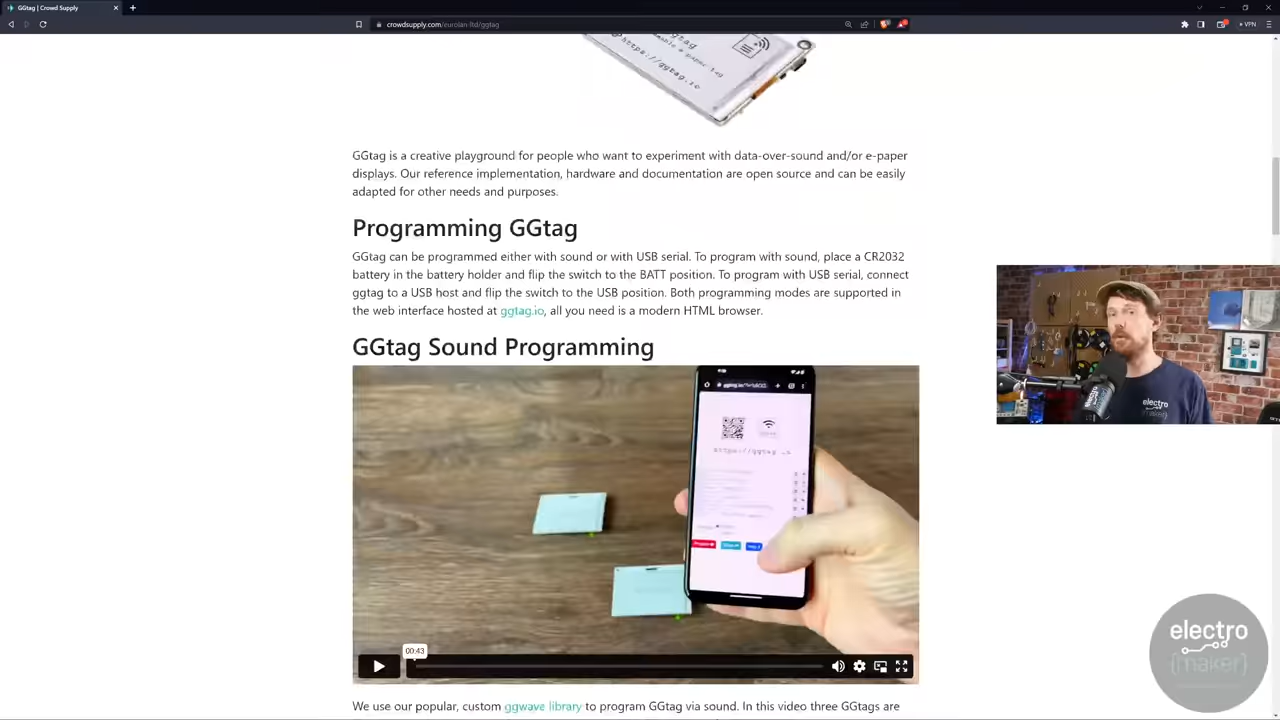 GGtag | Crowd Supply
crowdsupply.com/eurolan-ltd/ggtag
VPN
https://ggtag.io
GGtag is a creative playground for people who want to experiment with data-over-sound and/or e-paper
displays. Our reference implementation, hardware and documentation are open source and can be easily
adapted for other needs and purposes.
Programming GGtag
GGtag can be programmed either with sound or with USB serial. To program with sound, place a CR2032
battery in the battery holder and flip the switch to the BATT position. To program with USB serial, connect
ggtag to a USB host and flip the switch to the USB position. Both programming modes are supported in
the web interface hosted at ggtag.io, all you need is a modern HTML browser.
GGtag Sound Programming
00:43
electro
{maker}
We use our popular, custom ggwave library to program GGtag via sound. In this video three GGtags are